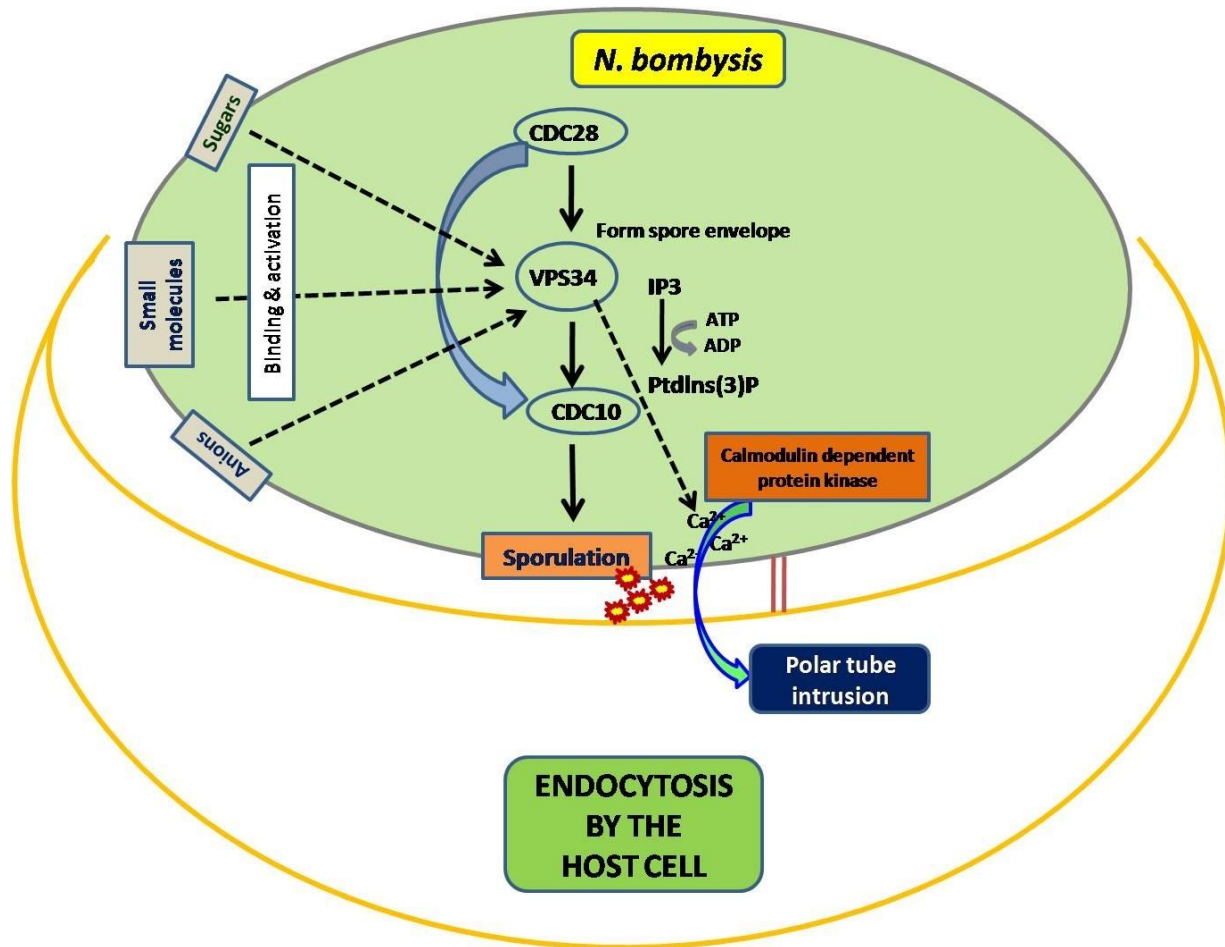 N. bombysis
Sugars
CDC28
Binding & activation
Form spore envelope
Small
molecules
VPS34
IP3
ATP
ADP
PtdIns(3)P
CDC10
Anions
Calmodulin dependent
protein kinase
Ca2+
Ca2+
Ca2+
Sporulation
Polar tube
intrusion
ENDOCYTOSIS
BY THE
HOST CELL